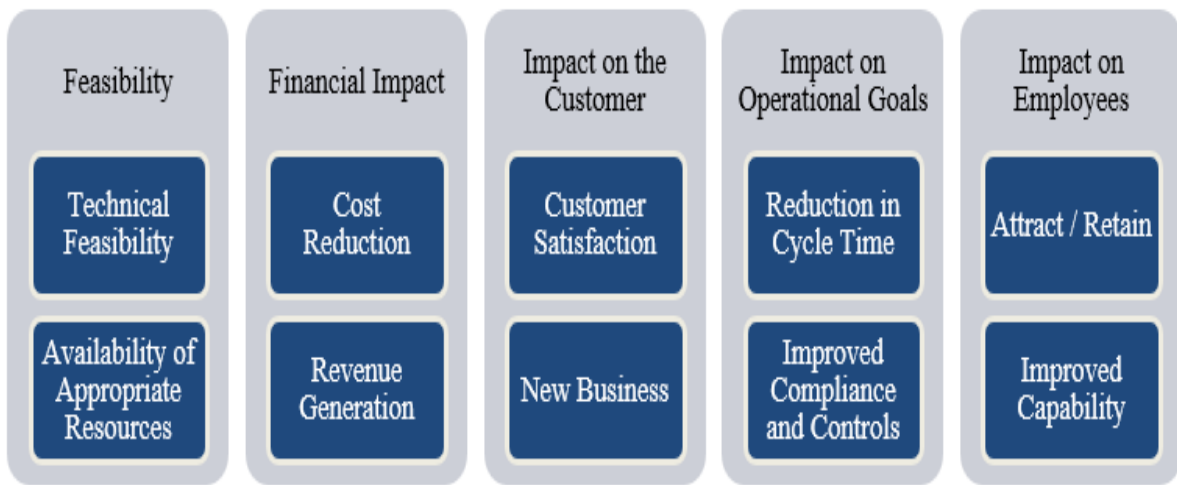 Feasibility
Technical
Feasibility
Availability of
Appropriate
Resources
Financial Impact
Cost
Reduction
Revenue
Generation
Impact on the
Customer
Customer
Satisfaction
New Business
Impact on
Operational Goals
Reduction in
Cycle Time
Improved
Compliance
and Controls
Impact on
Employees
Attract / Retain
Improved
Capability